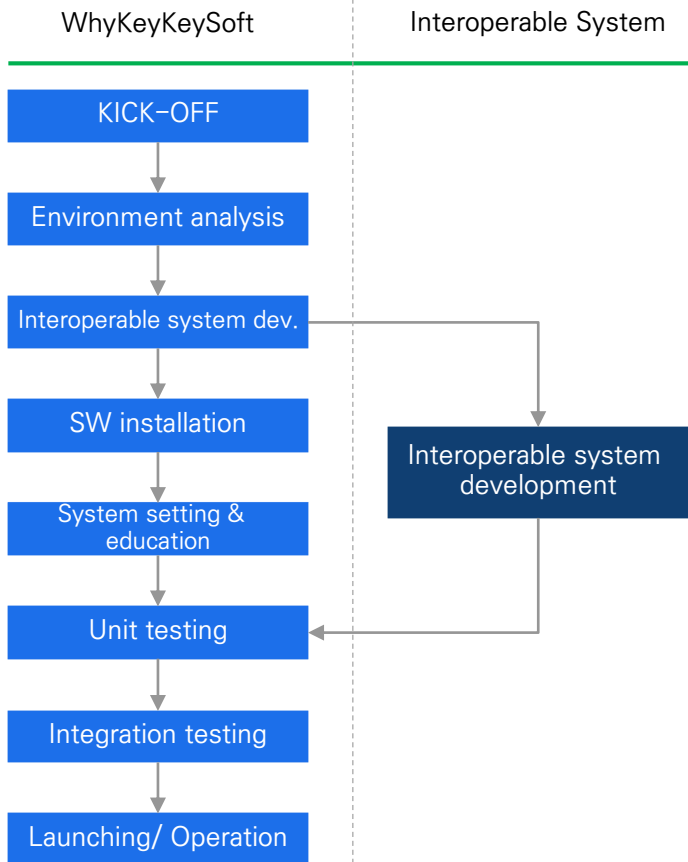 WhyKeyKeySoft
Interoperable System
KICK-OFF
Environment analysis
Interoperable system dev.
SW installation
Interoperable system
development
System setting &
education
Unit testing
Integration testing
Launching/ Operation